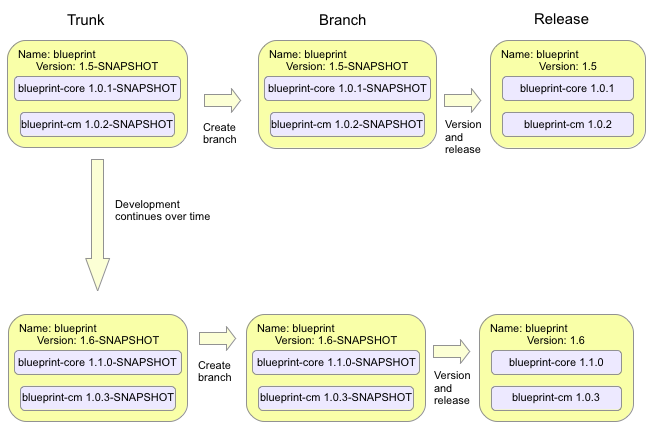 Trunk
Branch
Release
Name: blueprint
Version: 1.5-SNAPSHOT
blueprint-core 1.0.1-SNAPSHOT
blueprint-cm 1.0.2-SNAPSHOT
Create
branch
Name: blueprint
Version: 1.5-SNAPSHOT
blueprint-core 1.0.1-SNAPSHOT
blueprint-cm 1.0.2-SNAPSHOT
Version
and
release
Name: blueprint
Version: 1.5
blueprint-core 1.0.1
blueprint-cm 1.0.2
Development
continues over time
Name: blueprint
Version: 1.6-SNAPSHOT
blueprint-core 1.1.0-SNAPSHOT
blueprint-cm 1.0.3-SNAPSHOT
Create
branch
Name: blueprint
Version: 1.6-SNAPSHOT
blueprint-core 1.1.0-SNAPSHOT
blueprint-cm 1.0.3-SNAPSHOT
Version
and
release
Name: blueprint
Version: 1.6
blueprint-core 1.1.0
blueprint-cm 1.0.3